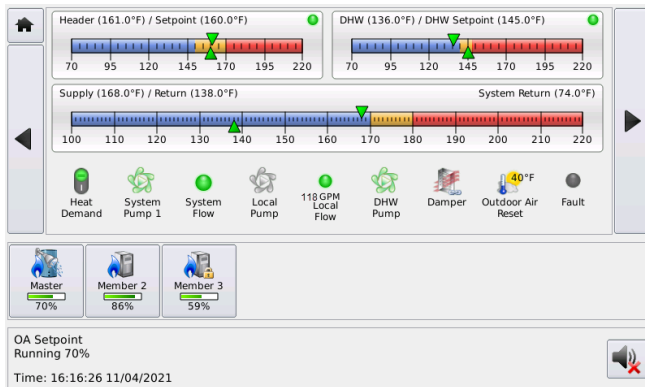 Header (161.0°F) / Setpoint (160.0°F)
70 95 120 145 170 195 220
DHW (136.0°F) / DHW Setpoint (145.0°F)
70 95 120 145 170 195 220
Supply (168.0°F) / Return (138.0°F) System Return (74.0°F)
100 110 120 130 140 150 160 170 180 190 200 210 220
Heat
Demand
System
Pump 1
System
Flow
Local
Pump
118 GPM
Local
Flow
DHW
Pump
Damper
40°F
Outdoor Air
Reset
Fault
Master
70%
Member 2
86%
Member 3
59%
OA Setpoint
Running 70%
Time: 16:16:26 11/04/2021